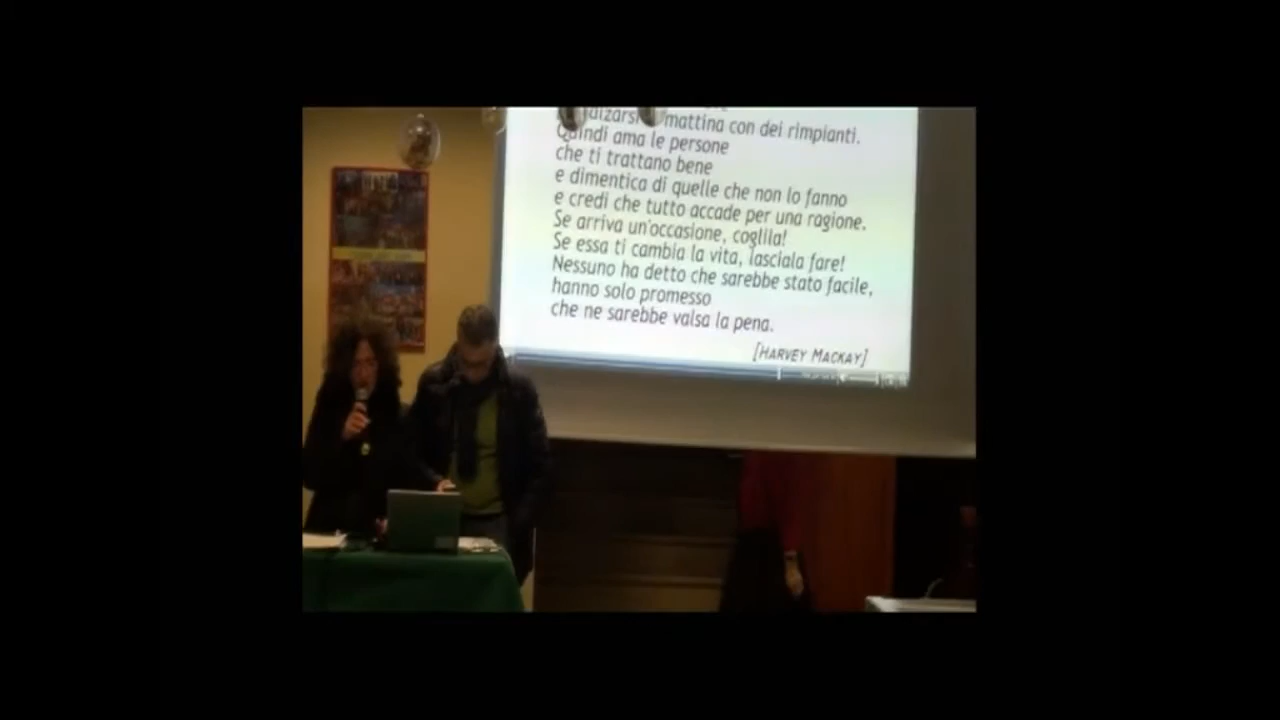 mattina con dei rimpianti.
Quindi ama le persone
che ti trattano bene
e dimentica di quelle che non lo fanno
e credi che tutto accade per una ragione.
Se arriva un'occasione, coglila!
Se essa ti cambia la vita, lasciala fare!
Nessuno ha detto che sarebbe stato facile,
hanno solo promesso
che ne sarebbe valsa la pena.
[HARVEY MACKAY]